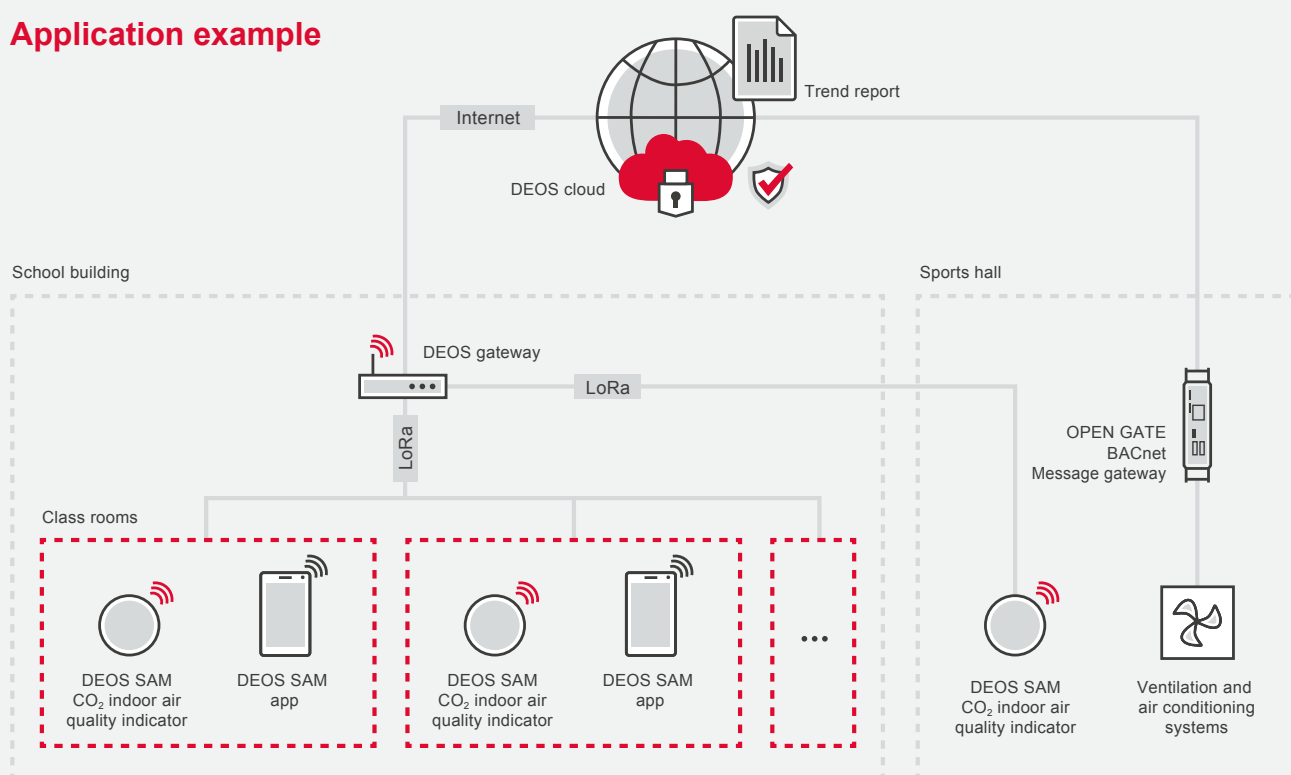 Application example
Trend report
Internet
DEOS cloud
School building
Sports hall
DEOS gateway
LoRa
LoRa
OPEN GATE
BACnet
Message gateway
Class rooms
DEOS SAM
CO₂ indoor air
quality indicator
DEOS SAM
app
DEOS SAM
CO₂ indoor air
quality indicator
DEOS SAM
app
...
DEOS SAM
CO₂ indoor air
quality indicator
Ventilation and
air conditioning
systems